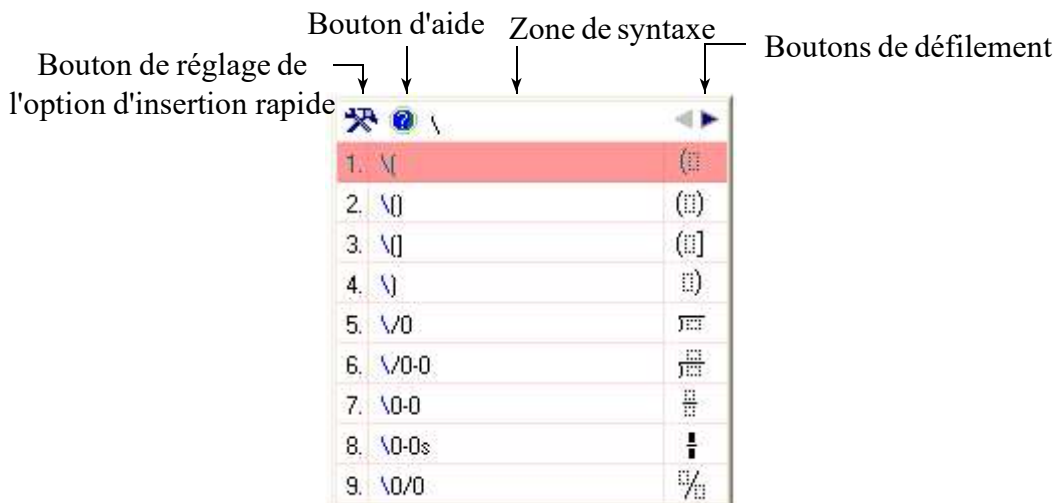 Bouton d'aide
Zone de syntaxe
Boutons de défilement
Bouton de réglage de
l'option d'insertion rapide
\
1. \(
2. \()
3. \(]
4. \)
5. \/0
6. \/0-0
7. \0-0
8. \0-0s
9. \0/0